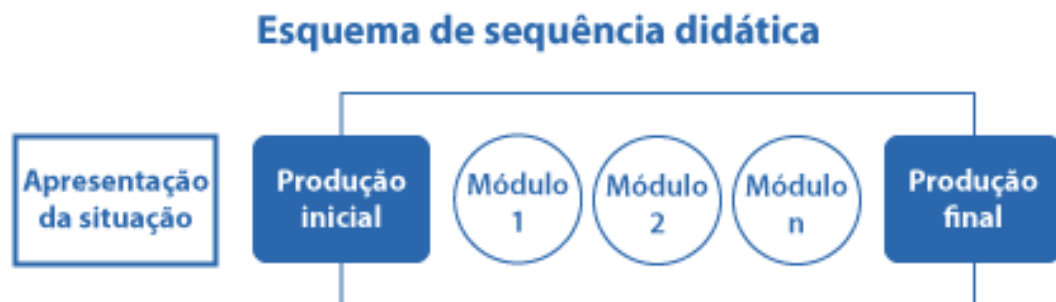 Esquema de sequência didática
Apresentação
da situação
Produção
inicial
Módulo
1
Módulo
2
Módulo
n
Produção
final